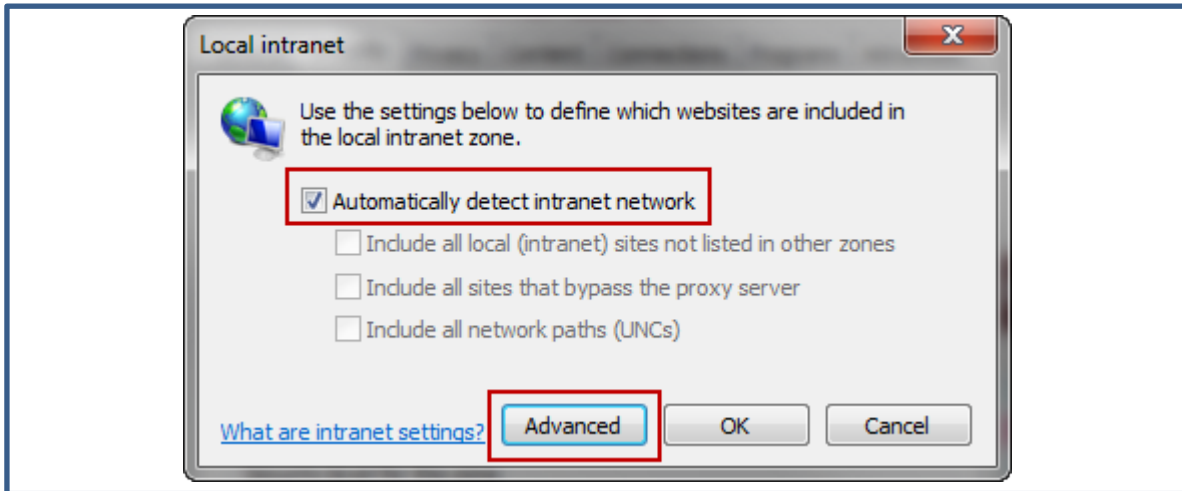 Local intranet
Use the settings below to define which websites are included in
the local intranet zone.
Automatically detect intranet network
Include all local (intranet) sites not listed in other zones
Include all sites that bypass the proxy server
Include all network paths (UNCs)
What are intranet settings? Advanced OK Cancel